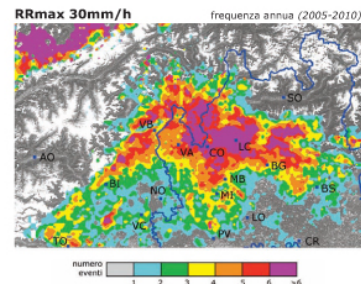 RRmax 30mm/h frequenza annua (2005-2010)
SO
VB
VA CO LC
AO
BG
BI
MB
NO
MI
BS
VC
LO
TO
PV
CR
numero eventi
1 2 3 4 5 6 >6